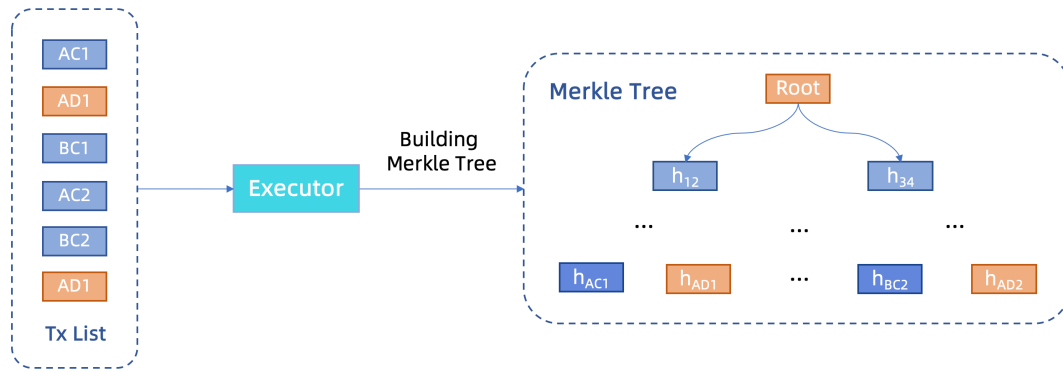 AC1
AD1
BC1
AC2
BC2
AD1
Tx List
Executor
Building
Merkle Tree
Merkle Tree
Root
h12
h34
... ... ...
hAC1 hAD1 ... hBC2 hAD2